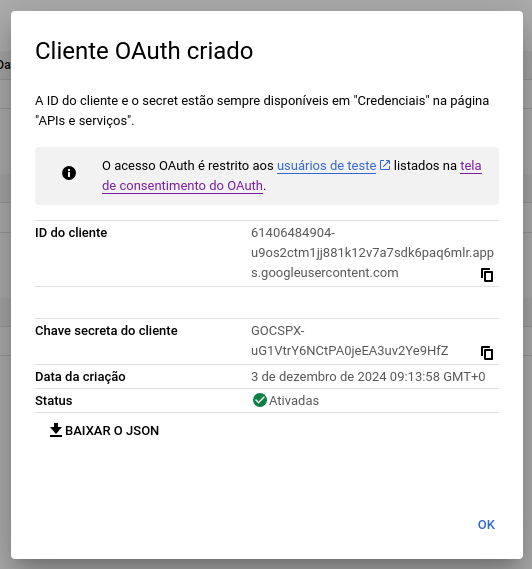 Da
Cliente OAuth criado
A ID do cliente e o secret estão sempre disponíveis em "Credenciais" na página
"APIs e serviços".
O acesso OAuth é restrito aos usuários de teste listados na tela
de consentimento do OAuth.
ID do cliente
61406484904-
u9os2ctm1jj881k12v7a7sdk6paq6mlr.app
s.googleusercontent.com
Chave secreta do cliente
GOCSPX-
uG1VtrY6NCtPA0jeEA3uv2Ye9HfZ
Data da criação
3 de dezembro de 2024 09:13:58 GMT+0
Status
Ativadas
BAIXAR O JSON
OK